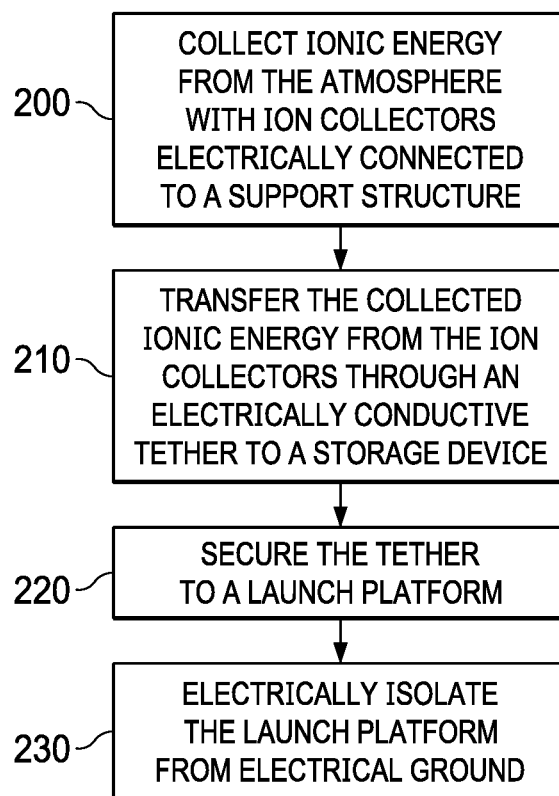 200
COLLECT IONIC ENERGY
FROM THE ATMOSPHERE
WITH ION COLLECTORS
ELECTRICALLY CONNECTED
TO A SUPPORT STRUCTURE
210
TRANSFER THE COLLECTED
IONIC ENERGY FROM THE ION
COLLECTORS THROUGH AN
ELECTRICALLY CONDUCTIVE
TETHER TO A STORAGE DEVICE
220
SECURE THE TETHER
TO A LAUNCH PLATFORM
230
ELECTRICALLY ISOLATE
THE LAUNCH PLATFORM
FROM ELECTRICAL GROUND